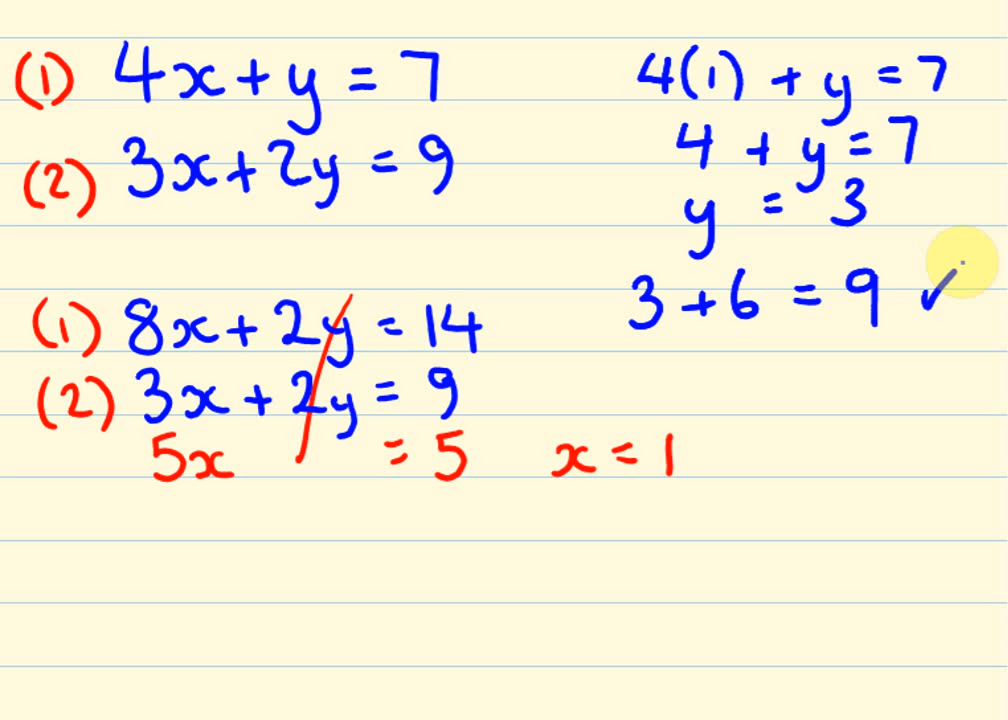 (1) 4x + y = 7
(2) 3x + 2y = 9
(1) 8x + 2y = 14
(2) 3x + 2y = 9
5x = 5 x = 1
4(1) + y = 7
4 + y = 7
y = 3
3 + 6 = 9 ✓